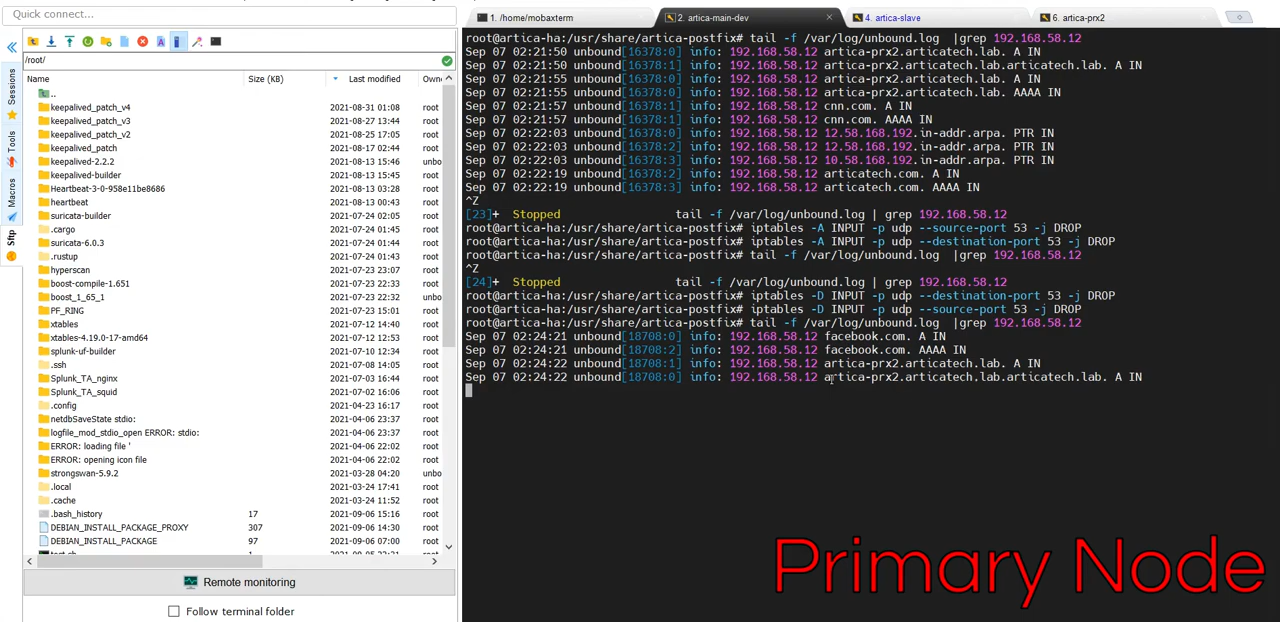 Quick connect...
1. /home/mobaxterm
2. artica-main-dev
4. artica-slave
6. artica-prx2
/root/
Name Size (KB) Last modified Owne
..
keepalived_patch_v4 2021-08-31 01:08 root
keepalived_patch_v3 2021-08-27 13:44 root
keepalived_patch_v2 2021-08-25 17:05 root
keepalived_patch 2021-08-17 02:44 root
keepalived-2.2.2 2021-08-13 15:46 unbo
keepalived-builder 2021-08-13 15:45 root
Heartbeat-3-0-958e11be8686 2021-08-13 03:28 root
heartbeat 2021-08-13 00:43 root
suricata-builder 2021-07-24 02:05 root
.cargo 2021-07-24 01:45 root
suricata-6.0.3 2021-07-24 01:44 root
.rustup 2021-07-24 01:43 root
hyperscan 2021-07-23 23:07 root
boost-compile-1.651 2021-07-23 22:33 root
boost_1_65_1 2021-07-23 22:32 unbo
PF_RING 2021-07-23 15:01 root
xtables 2021-07-12 14:40 root
xtables-4.19.0-17-amd64 2021-07-12 12:53 root
splunk-uf-builder 2021-07-10 12:34 root
.ssh 2021-07-08 14:05 root
Splunk_TA_nginx 2021-07-03 16:44 root
Splunk_TA_squid 2021-07-02 16:06 root
.config 2021-04-23 16:17 root
netdbSaveState stdio: 2021-04-06 23:37 root
logfile_mod_stdio_open ERROR: stdio: 2021-04-06 23:37 root
ERROR: loading file ' 2021-04-06 22:02 root
ERROR: opening icon file 2021-04-06 22:02 root
strongswan-5.9.2 2021-03-28 04:20 unbo
.local 2021-03-24 17:41 root
.cache 2021-03-24 11:52 root
.bash_history 17 2021-09-06 15:16 root
DEBIAN_INSTALL_PACKAGE_PROXY 307 2021-09-06 14:30 root
DEBIAN_INSTALL_PACKAGE 97 2021-09-06 07:00 root
Remote monitoring
Follow terminal folder
Sessions
Tools
Macros
Sftp
root@artica-ha:/usr/share/artica-postfix# tail -f /var/log/unbound.log |grep 192.168.58.12
Sep 07 02:21:50 unbound[16378:0] info: 192.168.58.12 artica-prx2.articatech.lab. A IN
Sep 07 02:21:50 unbound[16378:1] info: 192.168.58.12 artica-prx2.articatech.lab.articatech.lab. A IN
Sep 07 02:21:55 unbound[16378:0] info: 192.168.58.12 artica-prx2.articatech.lab. A IN
Sep 07 02:21:55 unbound[16378:0] info: 192.168.58.12 artica-prx2.articatech.lab. AAAA IN
Sep 07 02:21:57 unbound[16378:1] info: 192.168.58.12 cnn.com. A IN
Sep 07 02:21:57 unbound[16378:1] info: 192.168.58.12 cnn.com. AAAA IN
Sep 07 02:22:03 unbound[16378:0] info: 192.168.58.12 12.58.168.192.in-addr.arpa. PTR IN
Sep 07 02:22:03 unbound[16378:2] info: 192.168.58.12 12.58.168.192.in-addr.arpa. PTR IN
Sep 07 02:22:03 unbound[16378:3] info: 192.168.58.12 10.58.168.192.in-addr.arpa. PTR IN
Sep 07 02:22:19 unbound[16378:2] info: 192.168.58.12 articatech.com. A IN
Sep 07 02:22:19 unbound[16378:3] info: 192.168.58.12 articatech.com. AAAA IN
^Z
[23]+ Stopped tail -f /var/log/unbound.log | grep 192.168.58.12
root@artica-ha:/usr/share/artica-postfix# iptables -A INPUT -p udp --source-port 53 -j DROP
root@artica-ha:/usr/share/artica-postfix# iptables -A INPUT -p udp --destination-port 53 -j DROP
root@artica-ha:/usr/share/artica-postfix# tail -f /var/log/unbound.log |grep 192.168.58.12
^Z
[24]+ Stopped tail -f /var/log/unbound.log | grep 192.168.58.12
root@artica-ha:/usr/share/artica-postfix# iptables -D INPUT -p udp --destination-port 53 -j DROP
root@artica-ha:/usr/share/artica-postfix# iptables -D INPUT -p udp --source-port 53 -j DROP
root@artica-ha:/usr/share/artica-postfix# tail -f /var/log/unbound.log |grep 192.168.58.12
Sep 07 02:24:21 unbound[18708:0] info: 192.168.58.12 facebook.com. A IN
Sep 07 02:24:21 unbound[18708:2] info: 192.168.58.12 facebook.com. AAAA IN
Sep 07 02:24:22 unbound[18708:1] info: 192.168.58.12 artica-prx2.articatech.lab. A IN
Sep 07 02:24:22 unbound[18708:0] info: 192.168.58.12 artica-prx2.articatech.lab.articatech.lab. A IN
Primary Node